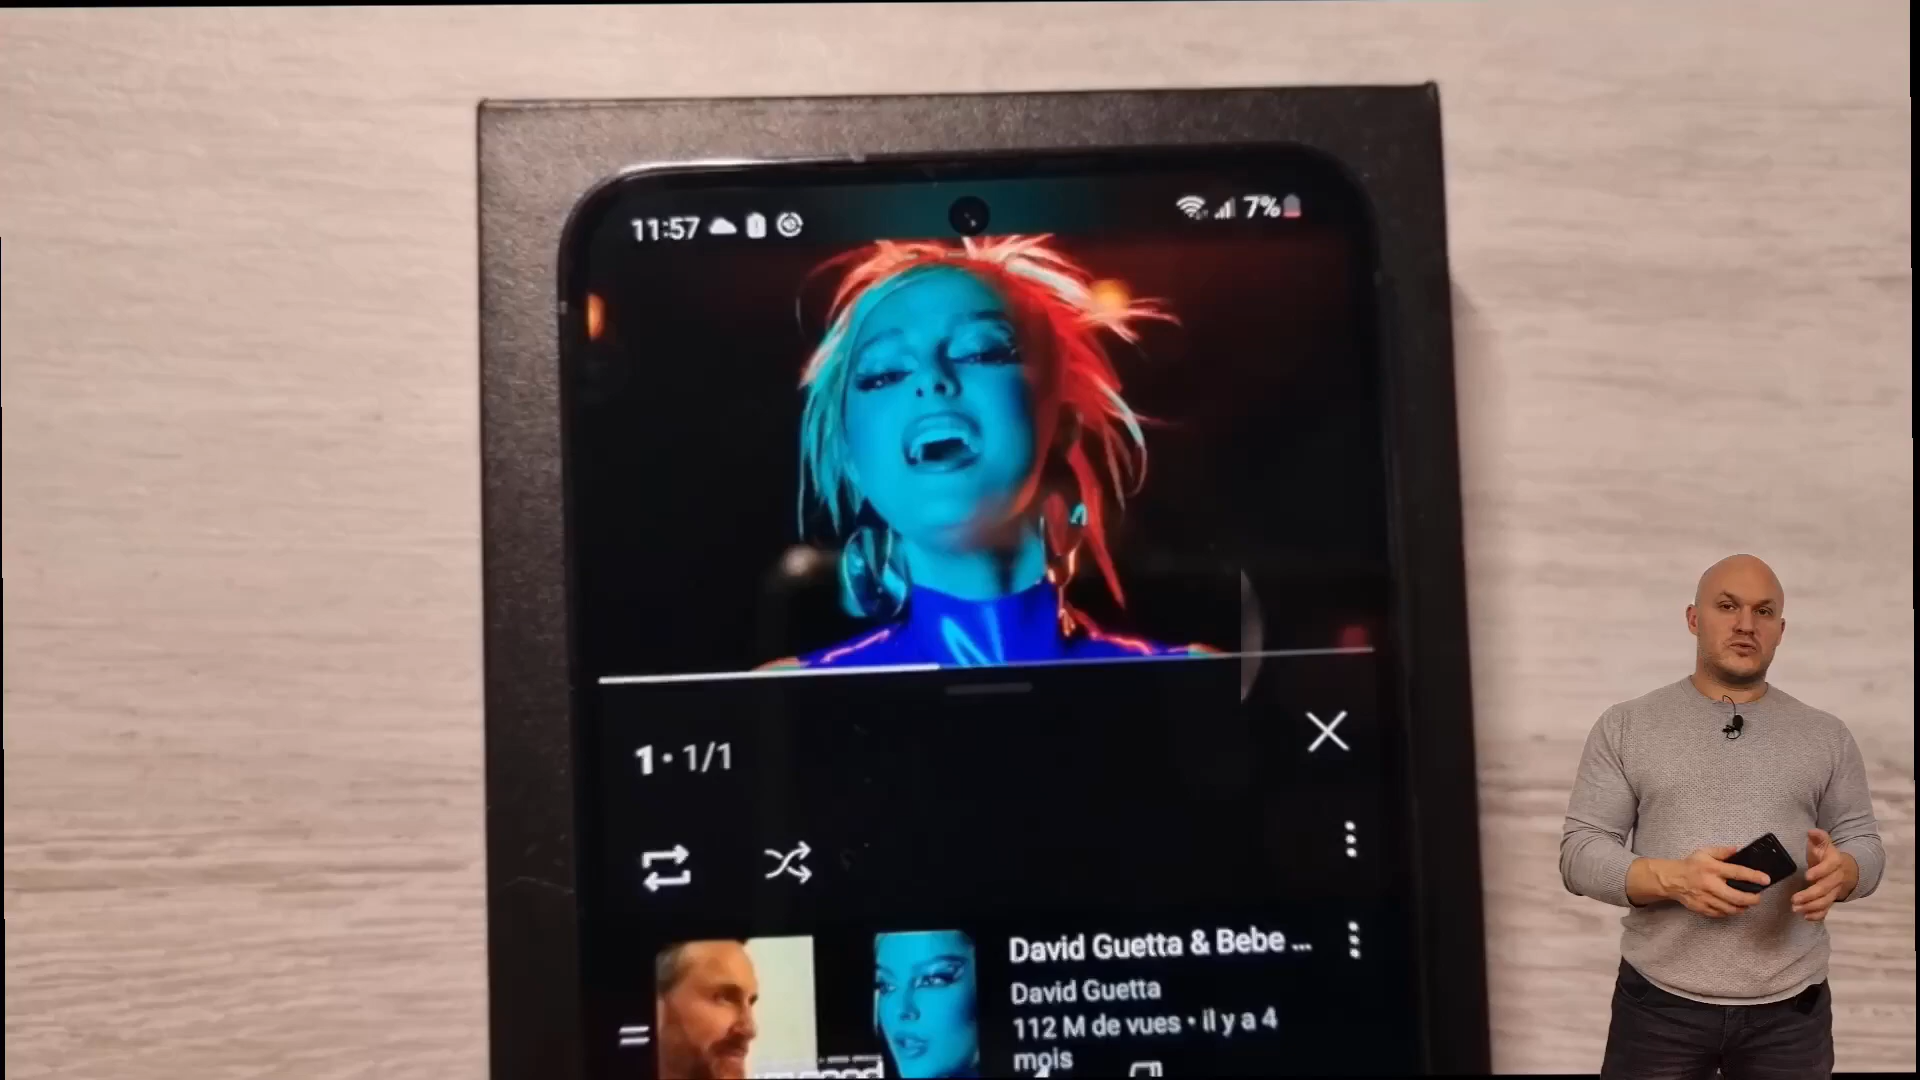 11:57
7%
1 • 1/1
David Guetta & Bebe ...
David Guetta
112 M de vues • il y a 4
mois